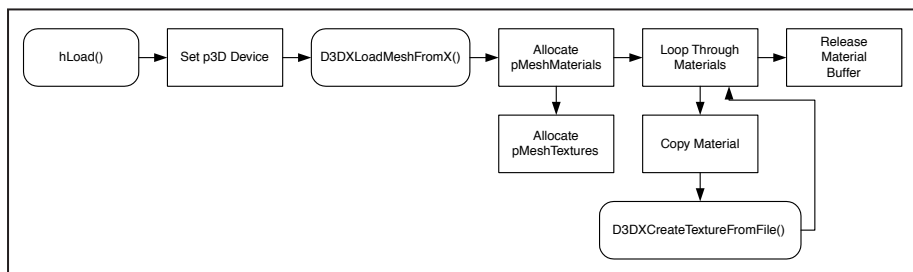 hLoad()
Set p3D Device
D3DXLoadMeshFromX()
Allocate
pMeshMaterials
Loop Through
Materials
Release
Material
Buffer
Allocate
pMeshTextures
Copy Material
D3DXCreateTextureFromFile()